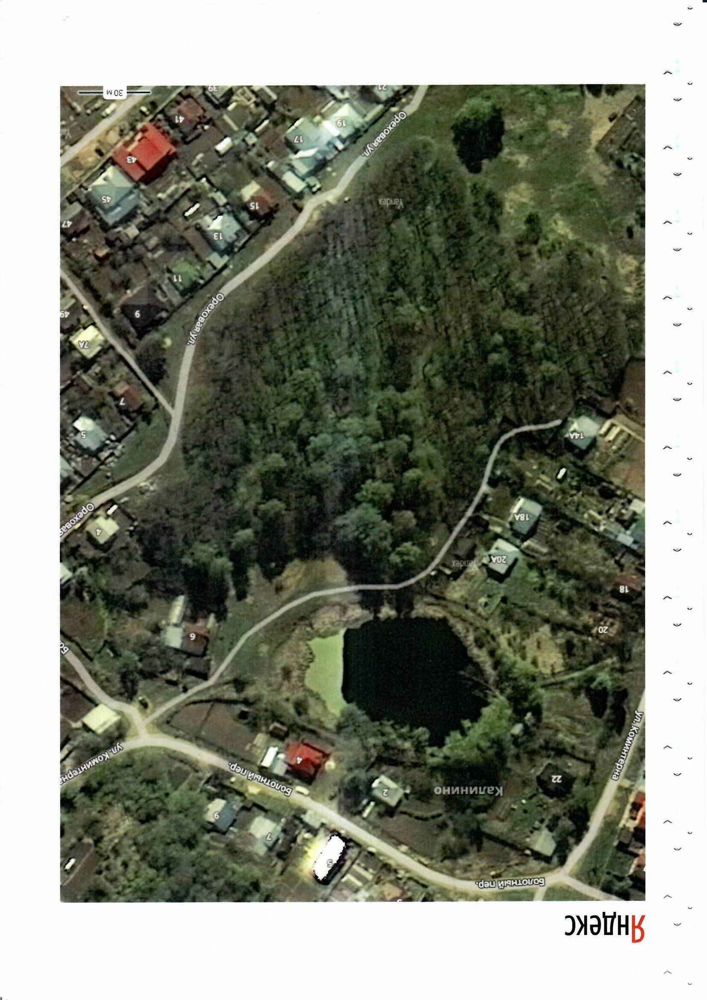 Яндекс
Болотный пер.
5
7
9
22
Калинино
2
Болотный пер.
4
ул. Коминтерна
ул. Коминтерна
6
20
18
20А
Yandex
18А
4
Ореховая
14А
5
7
7А
49
Ореховая ул.
9
11
13
47
15
45
Yandex
43
Ореховая ул.
17
19
41
21
39
30 м